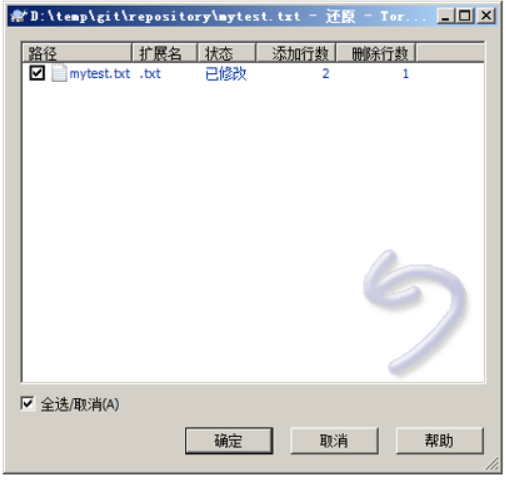 D:\temp\git\repository\mytest.txt - 还原 - Tor...
路径 扩展名 状态 添加行数 删除行数
mytest.txt .txt 已修改 2 1
全选/取消(A)
确定 取消 帮助